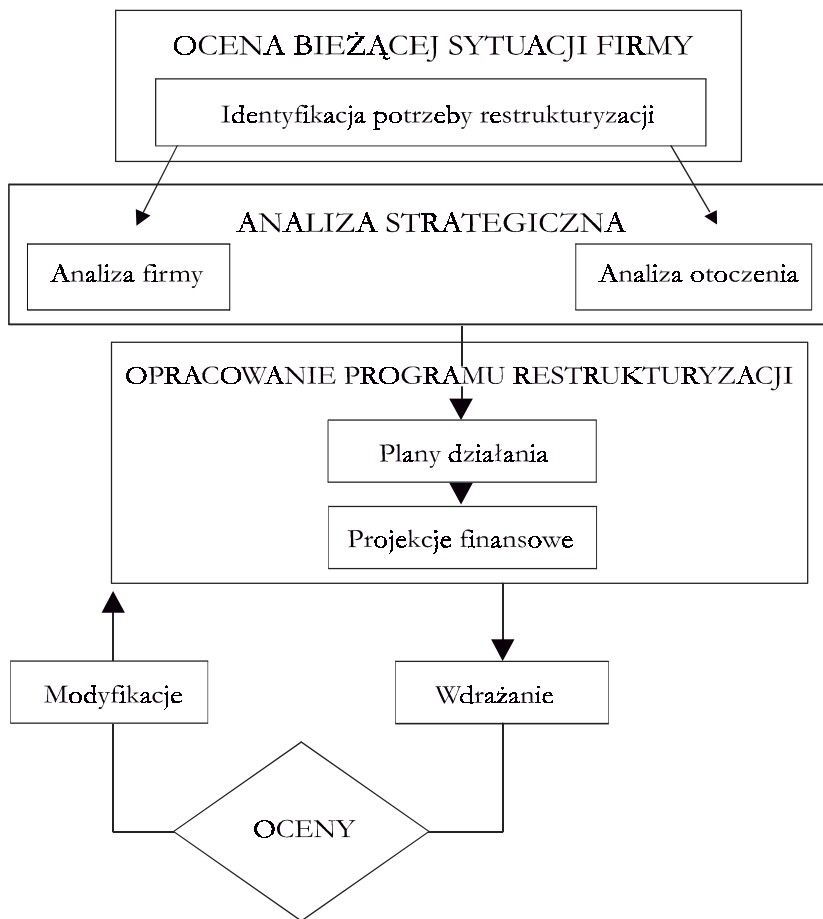 OCENA BIEŻĄCEJ SYTUACJI FIRMY
Identyfikacja potrzeby restrukturyzacji
ANALIZA STRATEGICZNA
Analiza firmy
Analiza otoczenia
OPRACOWANIE PROGRAMU RESTRUKTURYZACJI
Plany działania
Projekcje finansowe
Modyfikacje
Wdrażanie
OCENY